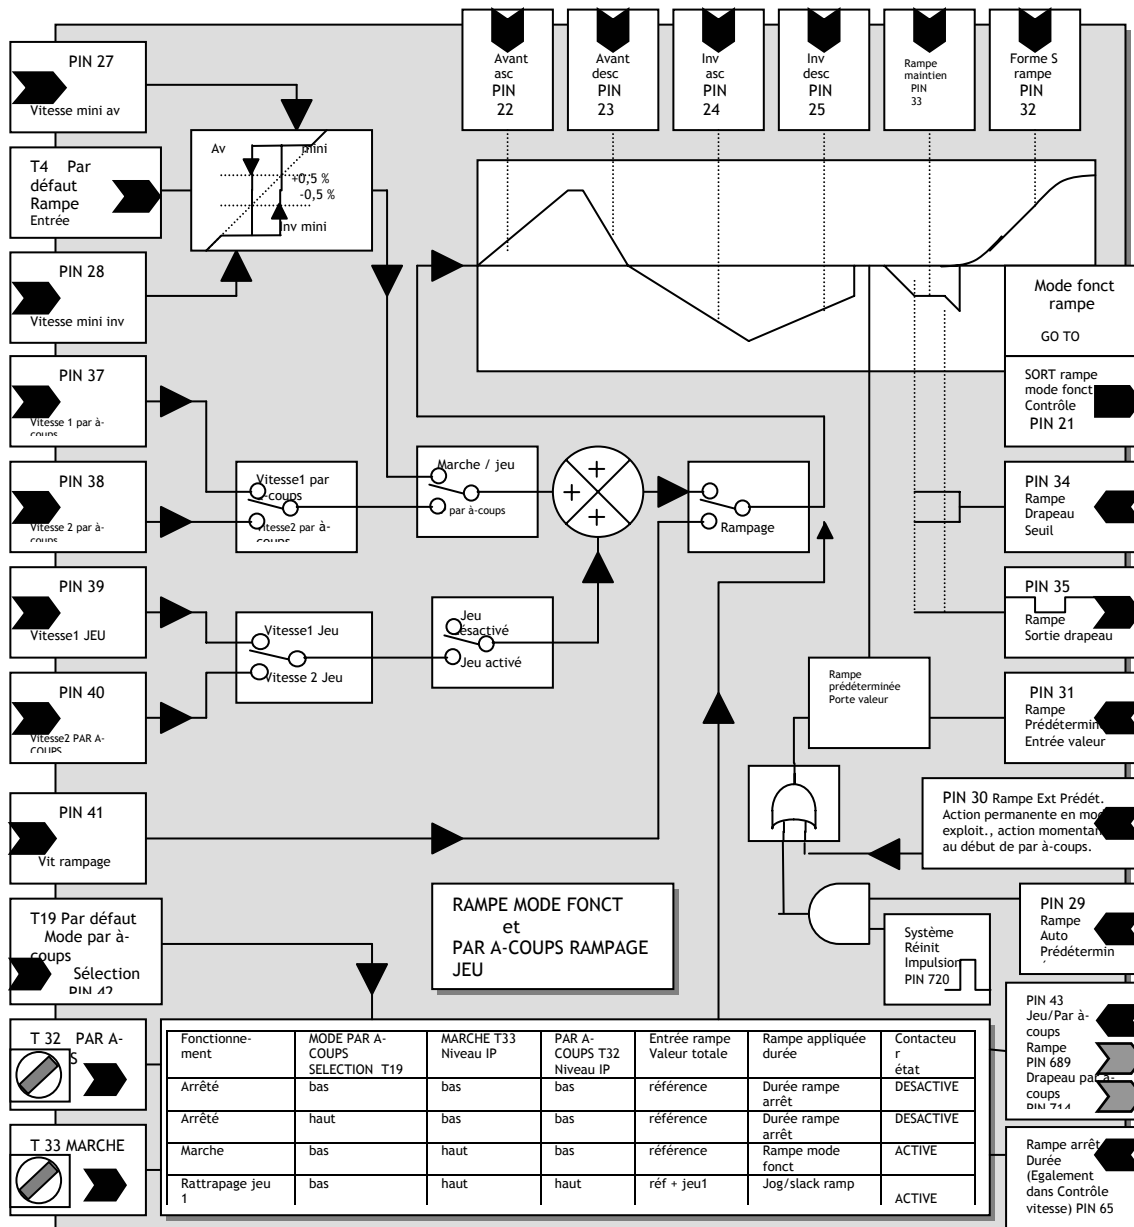 PIN 27
Vitesse mini av
T4 Par
défaut
Rampe
Entrée
PIN 28
Vitesse mini inv
PIN 37
Vitesse 1 par à-
coups
PIN 38
Vitesse 2 par à-
coups
PIN 39
Vitesse1 JEU
PIN 40
Vitesse2 PAR A-
COUPS
PIN 41
Vit rampage
T19 Par défaut
Mode par à-
coups
Sélection
PIN 42
T 32 PAR A-
S
T 33 MARCHE
Av mini
+0,5 %
-0,5 %
inv mini
Avant
asc
PIN
22
Avant
desc
PIN
23
Inv
asc
PIN
24
Inv
desc
PIN
25
Rampe
maintien
PIN
33
Forme S
rampe
PIN
32
Mode fonct
rampe
GO TO
SORT rampe
mode fonct
Contrôle
PIN 21
PIN 34
Rampe
Drapeau
Seuil
PIN 35
Rampe
Sortie drapeau
PIN 31
Rampe
Prédétermin
Entrée valeur
PIN 30 Rampe Ext Prédét.
Action permanente en mo
exploit., action momentan
au début de par à-coups.
PIN 29
Rampe
Auto
Prédétermin
Système
Réinit
Impulsion
PIN 720
PIN 43
Jeu/Par à-
coups
Rampe
PIN 689
Drapeau par à-
coups
PIN 714
Rampe arrêt
Durée
(Egalement
dans Contrôle
vitesse) PIN 65
Vitesse1 par
-coups
Vitesse2 par à-
coups
Marche / jeu
par à-coups
+
+
+
Rampage
Vitesse1 Jeu
Vitesse 2 Jeu
Jeu
désactivé
Jeu activé
Rampe
prédéterminée
Porte valeur
RAMPE MODE FONCT
et
PAR A-COUPS RAMPAGE
JEU
Fonctionne-
ment
MODE PAR A-
COUPS
SELECTION T19
MARCHE T33
Niveau IP
PAR A-
COUPS T32
Niveau IP
Entrée rampe
Valeur totale
Rampe appliquée
durée
Contacteu
r
état
Arrêté bas bas bas référence Durée rampe
arrêt DESACTIVE
Arrêté haut bas bas référence Durée rampe
arrêt DESACTIVE
Marche bas haut bas référence Rampe mode
fonct ACTIVE
Rattrapage jeu
1 bas haut haut réf + jeu1 Jog/slack ramp ACTIVE